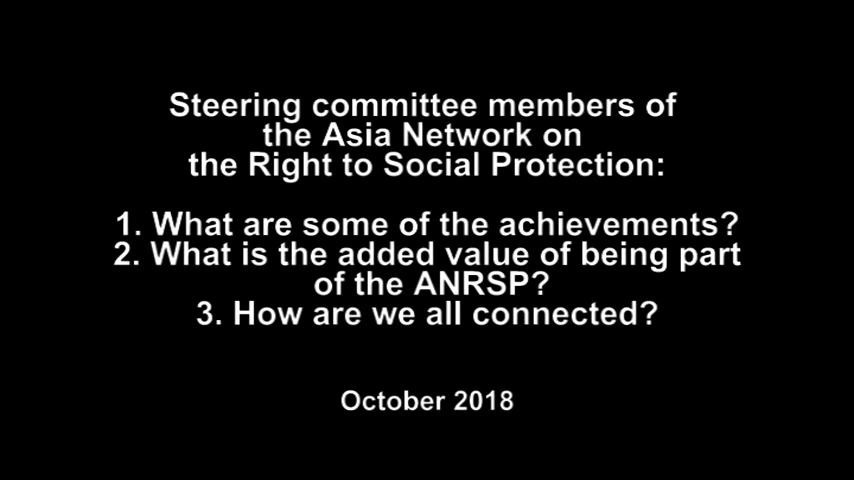 Steering committee members of
the Asia Network on
the Right to Social Protection:
1. What are some of the achievements?
2. What is the added value of being part
of the ANRSP?
3. How are we all connected?
October 2018